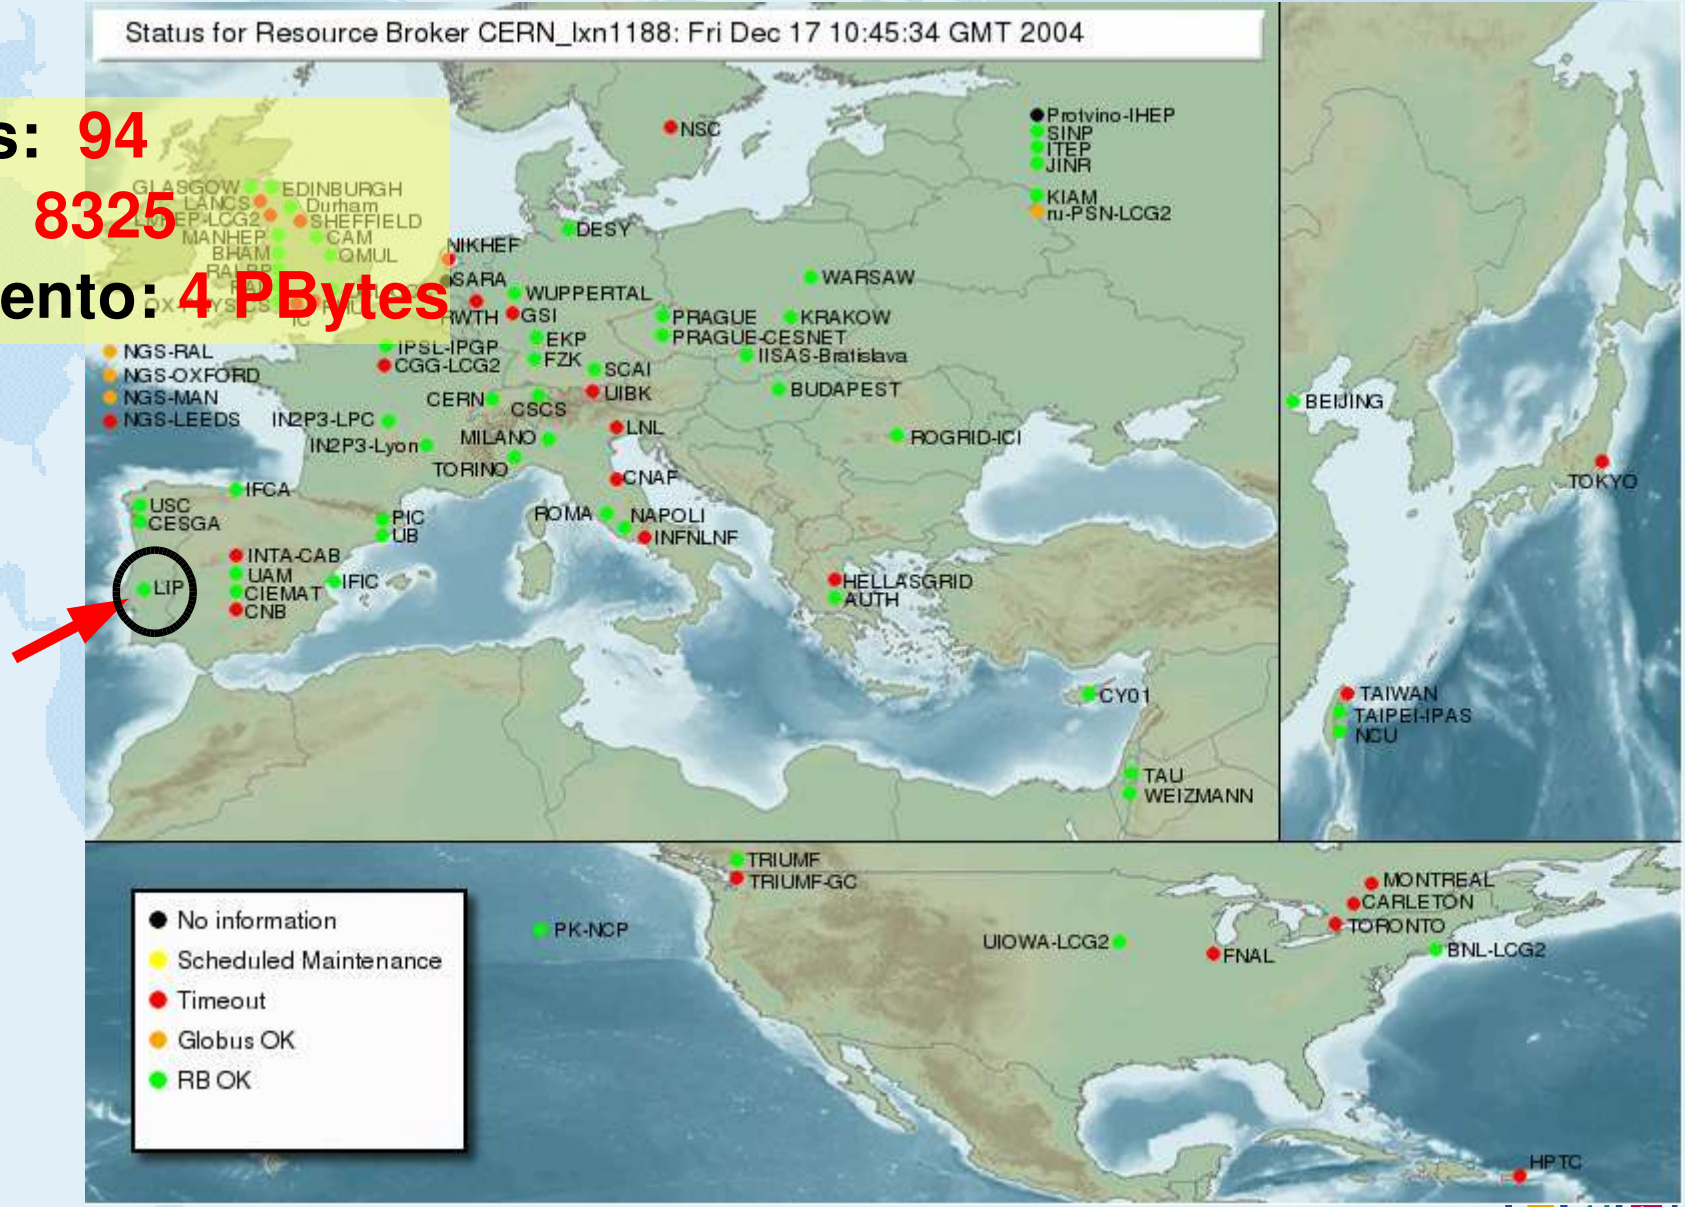 Status for Resource Broker CERN_lxn1188: Fri Dec 17 10:45:34 GMT 2004
s: 94
8325
ento: 4 PBytes
GLASGOW
EDINBURGH
LANCS
Durham
SHEFFIELD
MANHEP
CAM
BHAM
QMUL
NGS-RAL
NGS-OXFORD
NGS-MAN
NGS-LEEDS
NSC
Protvino-IHEP
SINP
ITEP
JINR
KIAM
ru-PSN-LCG2
DESY
NIKHEF
SARA
WUPPERTAL
RWTH
GSI
WARSAW
PRAGUE
KRAKOW
PRAGUE-CESNET
IISAS-Bratislava
EKP
FZK
IPSL-IPGP
CGG-LCG2
SCAI
UIBK
BUDAPEST
CERN
CSCS
IN2P3-LPC
IN2P3-Lyon
MILANO
LNL
TORINO
ROGRID-ICI
CNAF
IFCA
USC
CESGA
PIC
UB
ROMA
NAPOLI
INFNLNF
INTA-CAB
UAM
IFIC
CIEMAT
CNB
LIP
HELLASGRID
AUTH
CY01
TAU
WEIZMANN
BEIJING
TOKYO
TAIWAN
TAIPEI-IPAS
NCU
TRIUMF
TRIUMF-GC
PK-NCP
UIOWA-LCG2
FNAL
MONTREAL
CARLETON
TORONTO
BNL-LCG2
HPTC
No information
Scheduled Maintenance
Timeout
Globus OK
RB OK